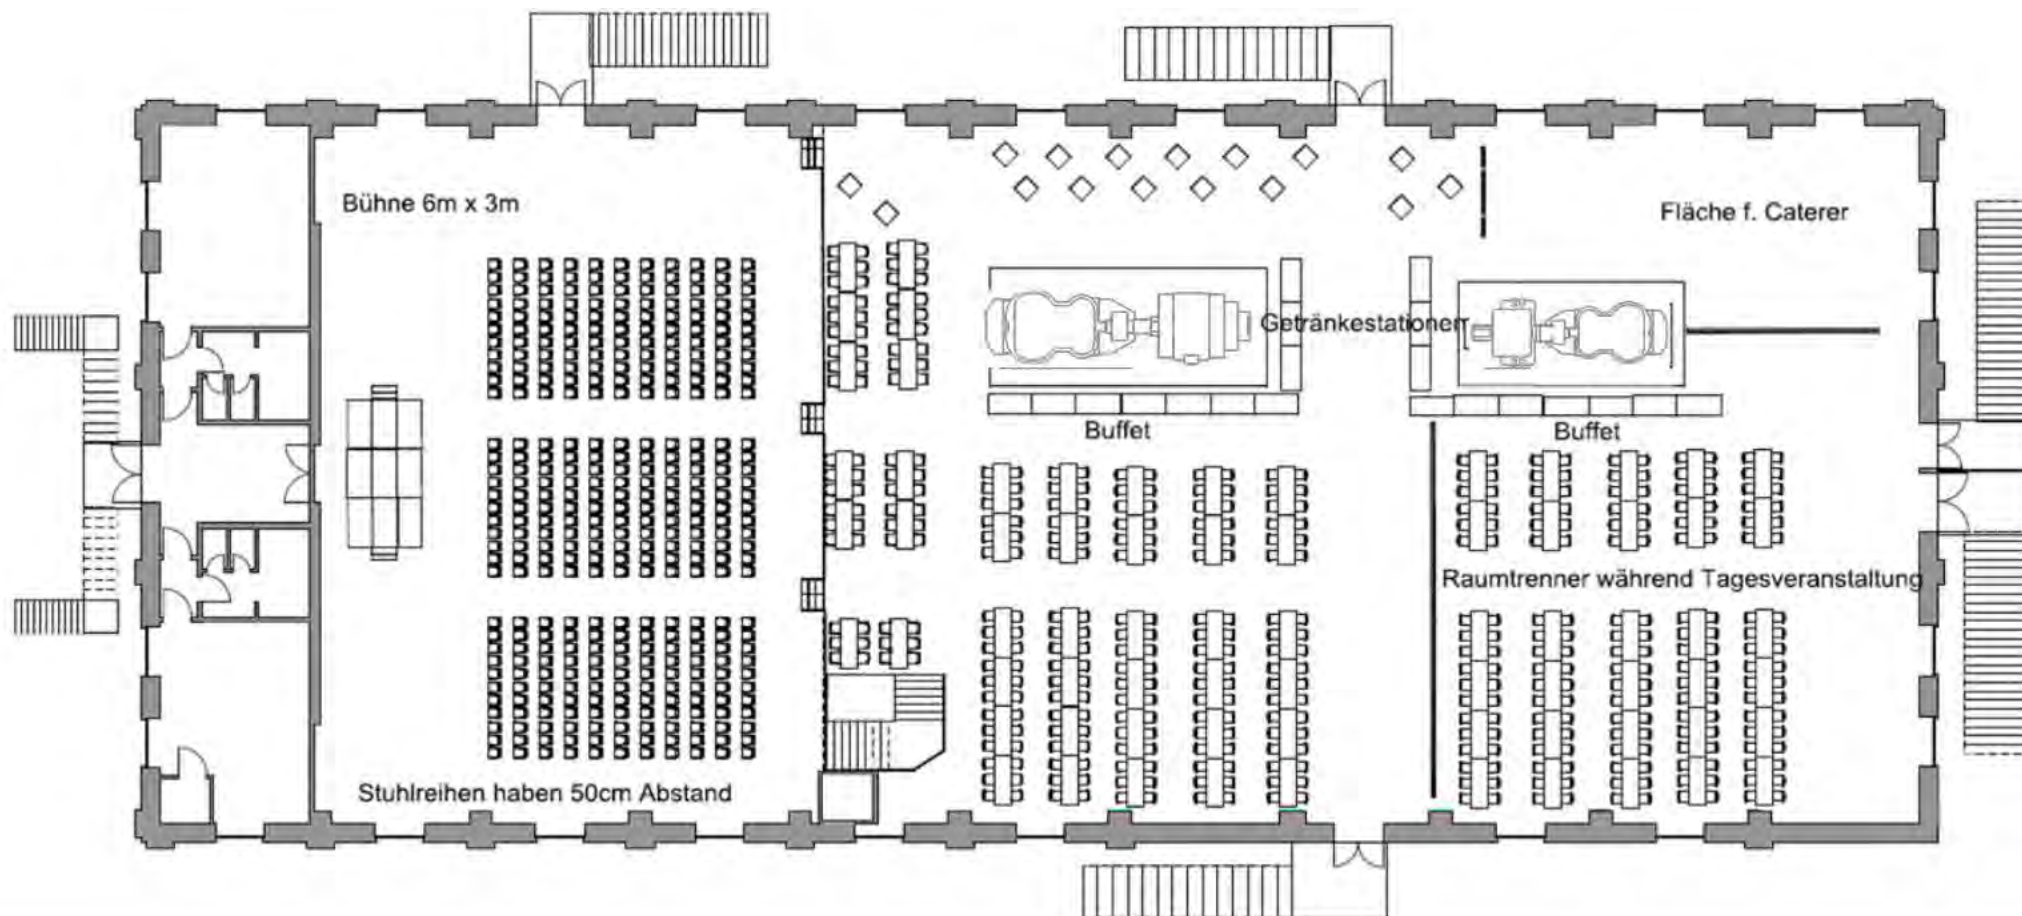 Bühne 6m x 3m
Fläche f. Caterer
Getränkestationen
Buffet
Buffet
Raumtrenner während Tagesveranstaltung
Stuhlreihen haben 50cm Abstand